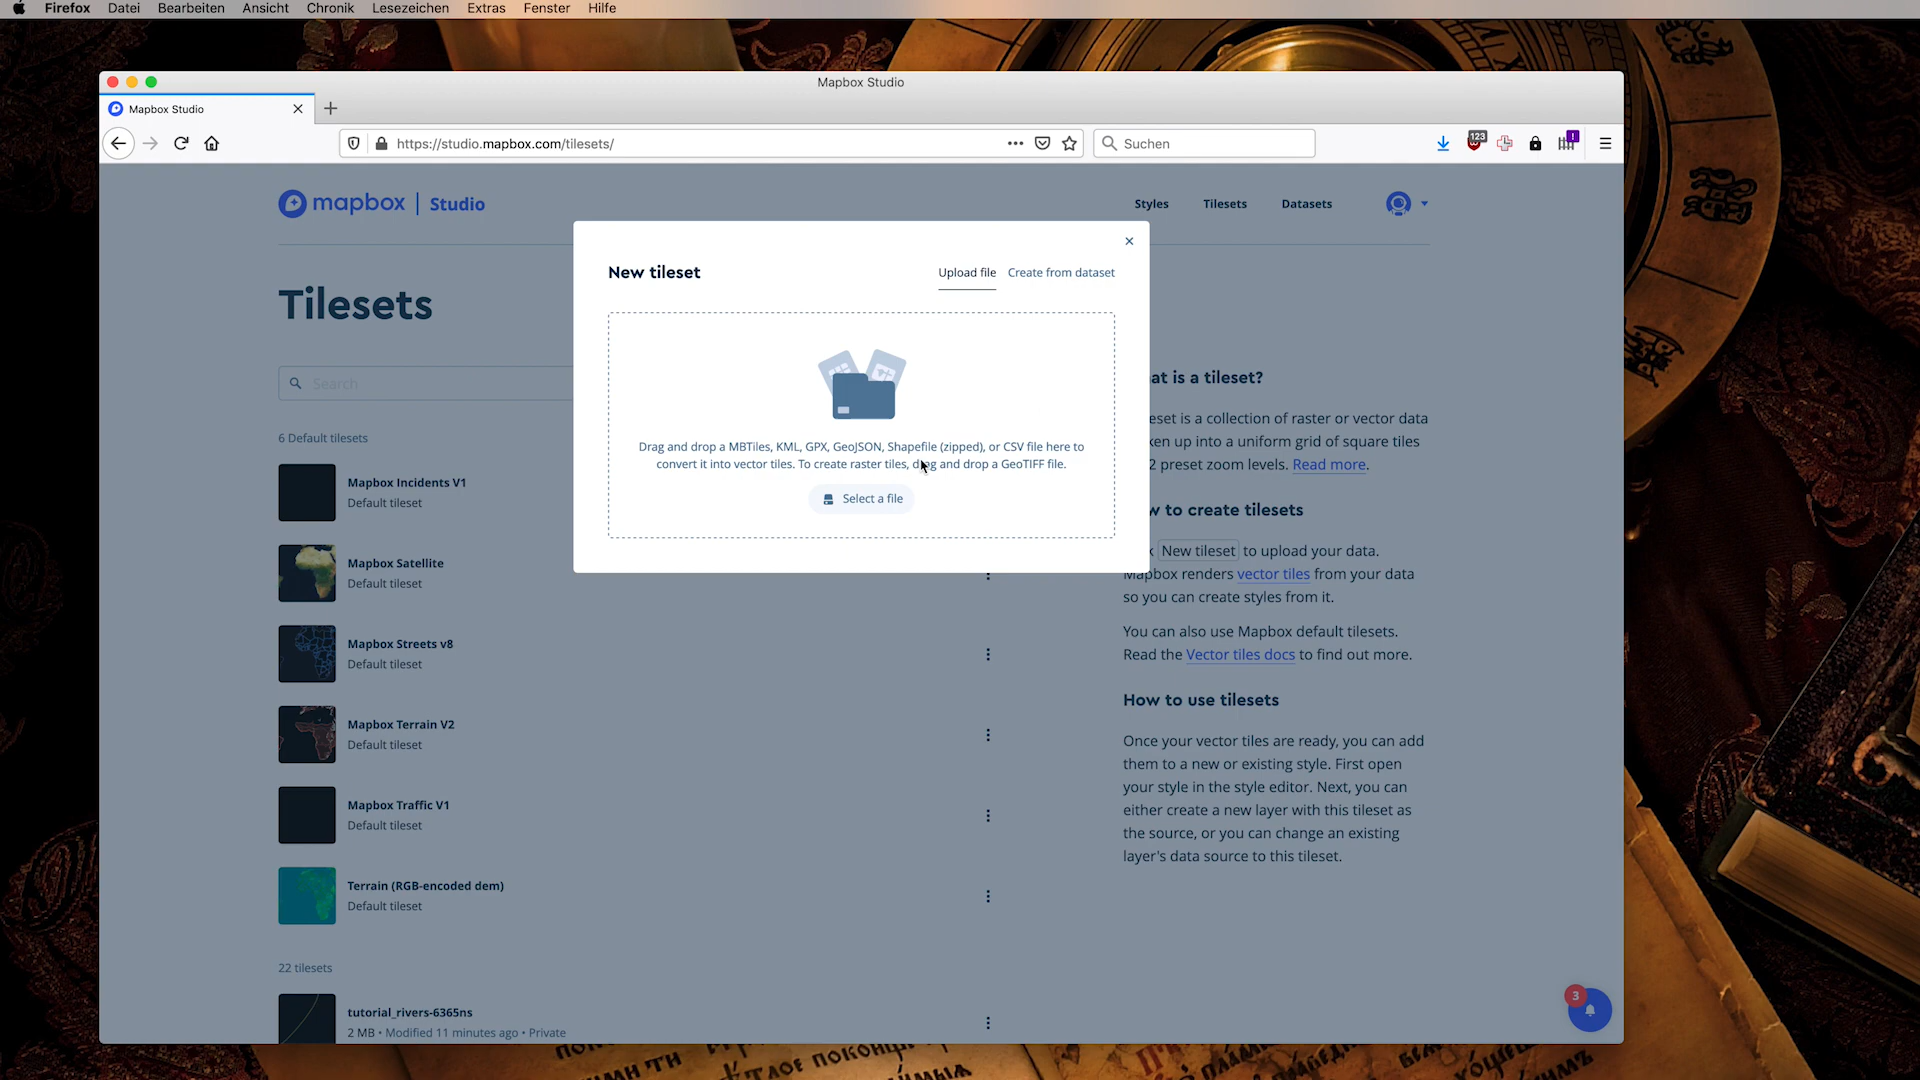 Firefox Datei Bearbeiten Ansicht Chronik Lesezeichen Extras Fenster Hilfe
Mapbox Studio
Mapbox Studio
https://studio.mapbox.com/tilesets/
Suchen
123
!
mapbox | Studio
Styles Tilesets Datasets
New tileset
Upload file Create from dataset
Drag and drop a MBTiles, KML, GPX, GeoJSON, Shapefile (zipped), or CSV file here to
convert it into vector tiles. To create raster tiles, drag and drop a GeoTIFF file.
Select a file
Tilesets
Search
6 Default tilesets
Mapbox Incidents V1
Default tileset
Mapbox Satellite
Default tileset
Mapbox Streets v8
Default tileset
Mapbox Terrain V2
Default tileset
Mapbox Traffic V1
Default tileset
Terrain (RGB-encoded dem)
Default tileset
22 tilesets
tutorial_rivers-6365ns
2 MB • Modified 11 minutes ago • Private
at is a tileset?
eset is a collection of raster or vector data
en up into a uniform grid of square tiles
2 preset zoom levels. Read more.
w to create tilesets
k New tileset to upload your data.
Mapbox renders vector tiles from your data
so you can create styles from it.
You can also use Mapbox default tilesets.
Read the Vector tiles docs to find out more.
How to use tilesets
Once your vector tiles are ready, you can add
them to a new or existing style. First open
your style in the style editor. Next, you can
either create a new layer with this tileset as
the source, or you can change an existing
layer's data source to this tileset.
3